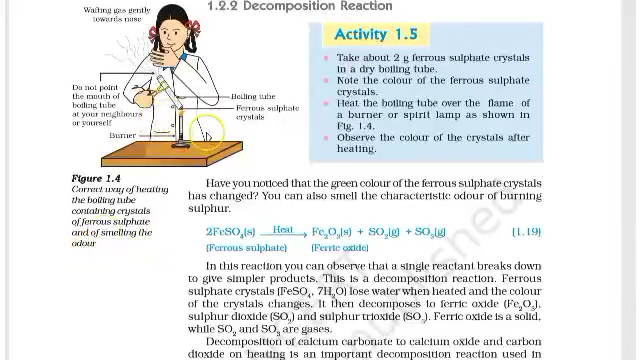 1.2.2 Decomposition Reaction
Wafting gas gently
towards nose
Do not point
the mouth of
boiling tube
at your neighbours
or yourself
Burner
Boiling tube
Ferrous sulphate
crystals
Activity 1.5
Take about 2 g ferrous sulphate crystals
in a dry boiling tube.
Note the colour of the ferrous sulphate
crystals.
Heat the boiling tube over the flame of
a burner or spirit lamp as shown in
Fig. 1.4.
Observe the colour of the crystals after
heating.
Figure 1.4
Correct way of heating
the boiling tube
containing crystals
of ferrous sulphate
and of smelling the
odour
Have you noticed that the green colour of the ferrous sulphate crystals
has changed? You can also smell the characteristic odour of burning
sulphur.
2FeSO₄(s) Heat → Fe₂O₃(s) + SO₂(g) + SO₃(g) (1.19)
(Ferrous sulphate) (Ferric oxide)
In this reaction you can observe that a single reactant breaks down
to give simpler products. This is a decomposition reaction. Ferrous
sulphate crystals (FeSO₄, 7H₂O) lose water when heated and the colour
of the crystals changes. It then decomposes to ferric oxide (Fe₂O₃),
sulphur dioxide (SO₂) and sulphur trioxide (SO₃). Ferric oxide is a solid,
while SO₂ and SO₃ are gases.
Decomposition of calcium carbonate to calcium oxide and carbon
dioxide on heating is an important decomposition reaction used in